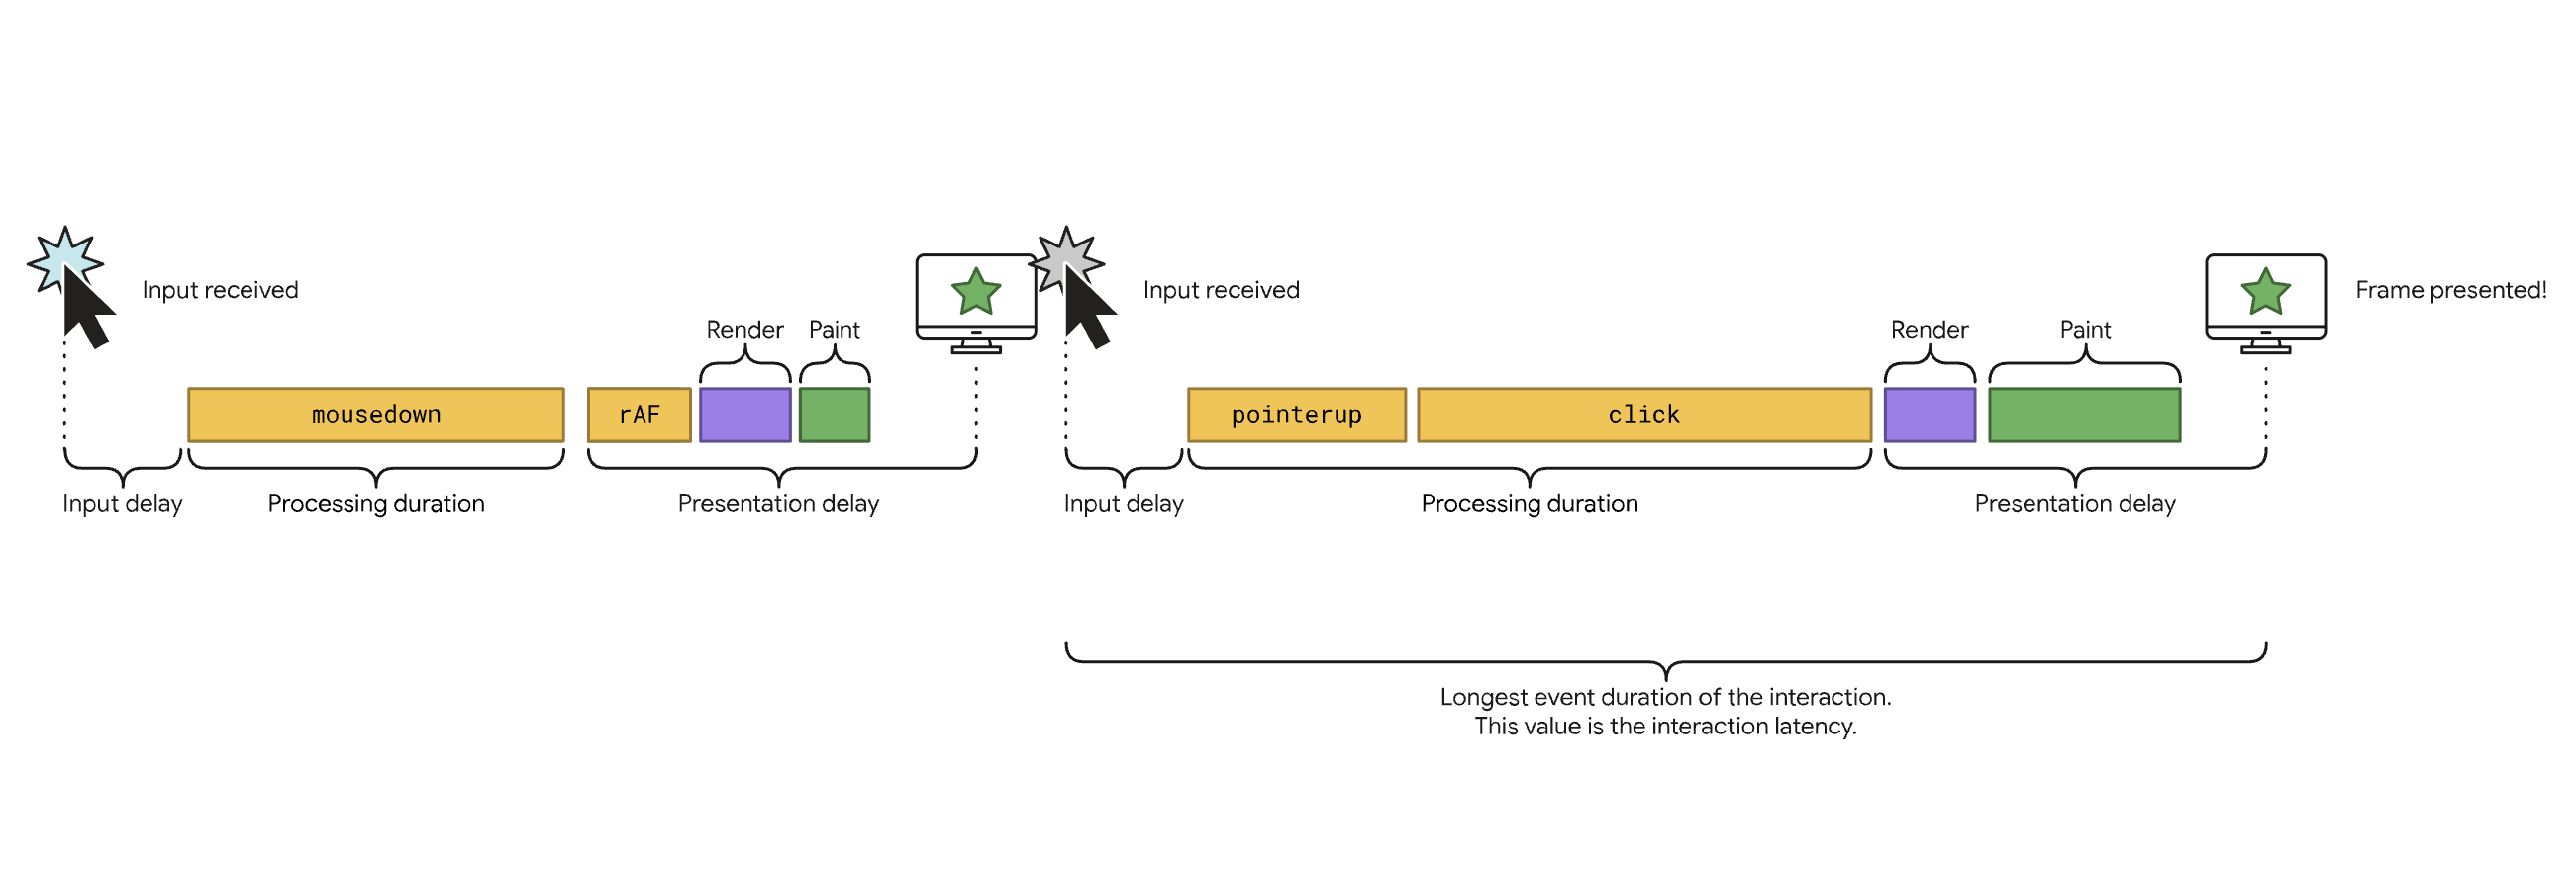 Input received
Input received
Frame presented!
Render
Paint
Render
Paint
mousedown
rAF
pointerup
click
Input delay
Processing duration
Presentation delay
Input delay
Processing duration
Presentation delay
Longest event duration of the interaction.
This value is the interaction latency.